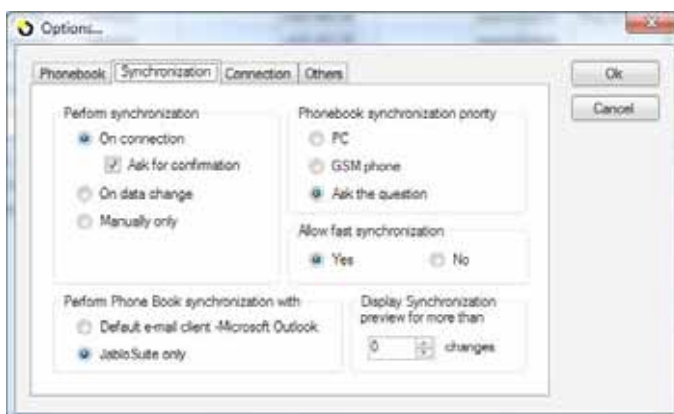 Options...
Phonebook Synchronization Connection Others
Ok
Cancel
Perform synchronization
On connection
Ask for confirmation
On data change
Manually only
Phonebook synchronization priority
PC
GSM phone
Ask the question
Allow fast synchronization
Yes No
Perform Phone Book synchronization with
Default e-mail client -Microsoft Outlook
JabloSuite only
Display Synchronization
preview for more than
0 changes